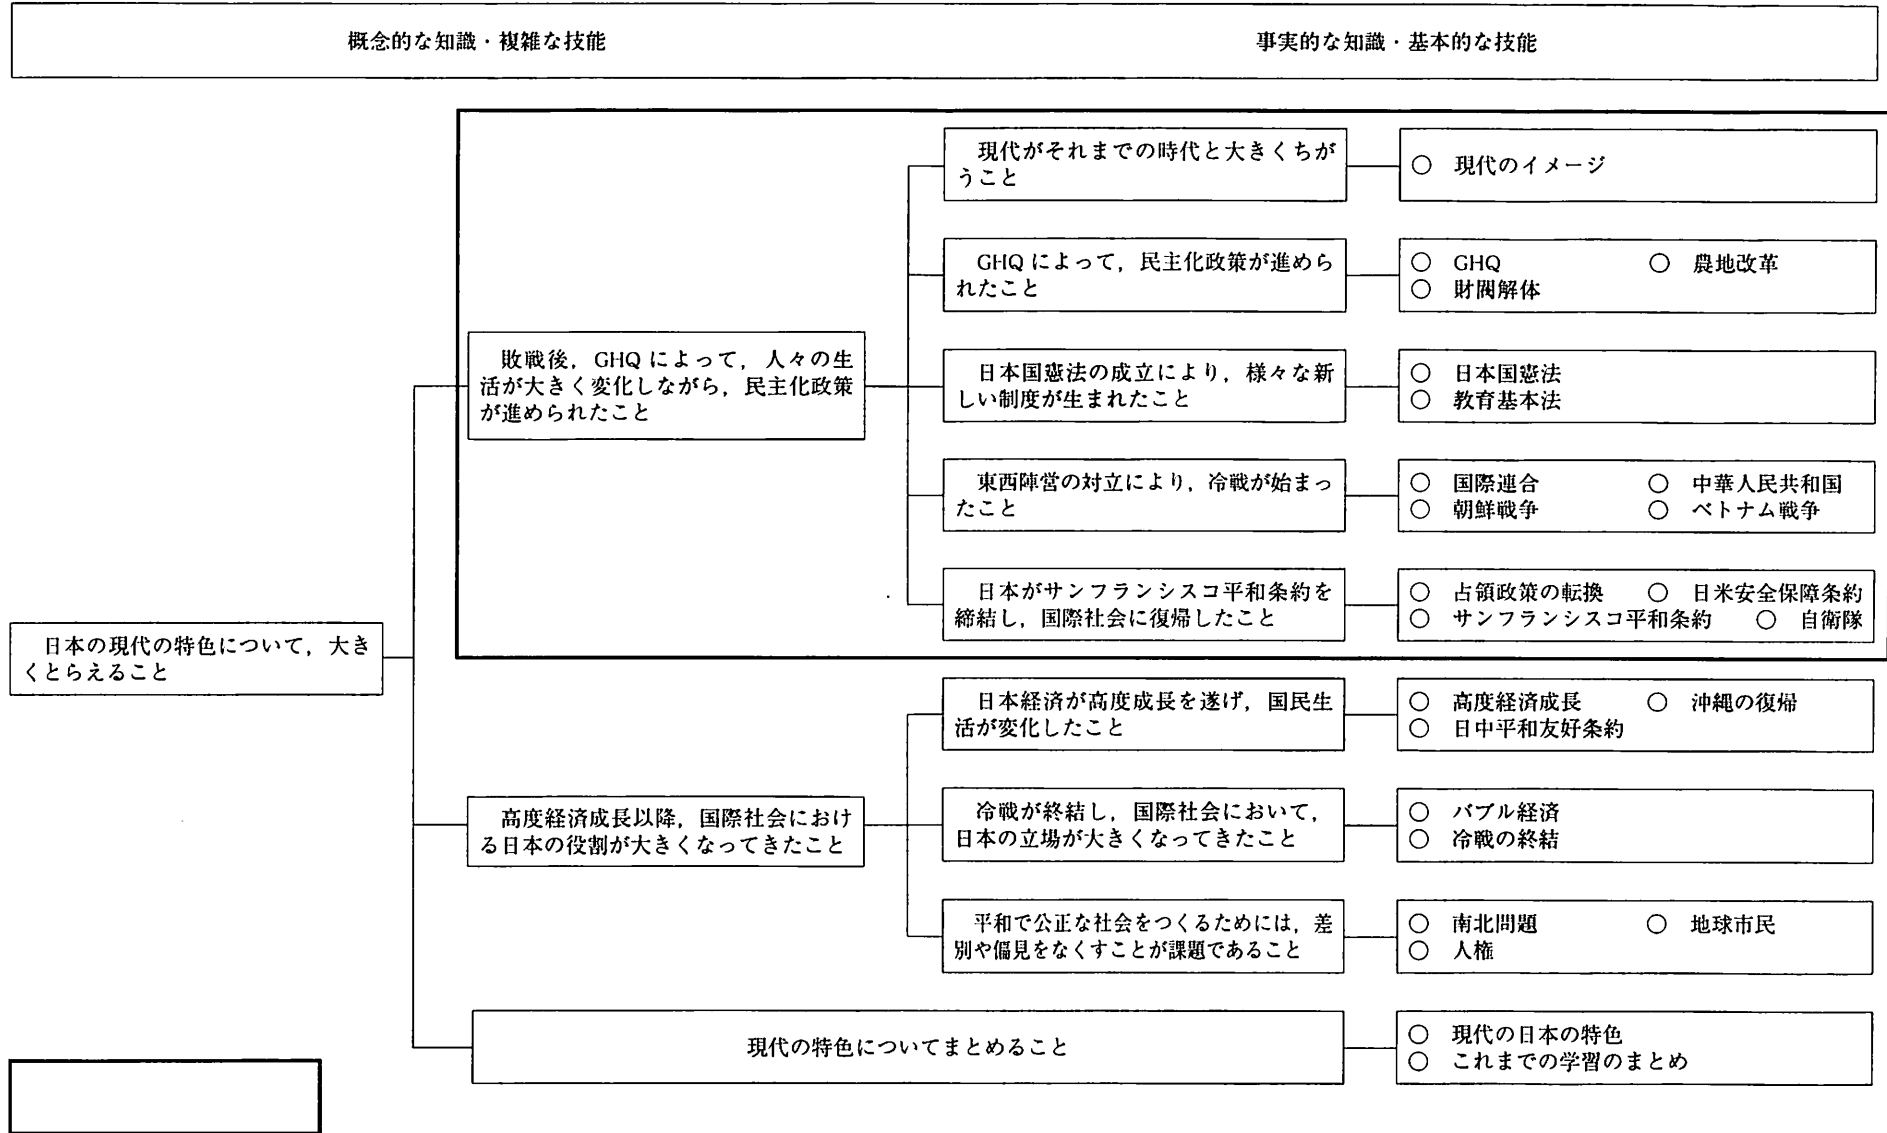 概念的な知識・複雑な技能
事実的な知識・基本的な技能
日本の現代の特色について，大き
くとらえること
敗戦後，GHQ によって，人々の生
活が大きく変化しながら，民主化政策
が進められたこと
現代がそれまでの時代と大きくちが
うこと
○ 現代のイメージ
GHQ によって，民主化政策が進めら
れたこと
○ GHQ ○ 農地改革
○ 財閥解体
日本国憲法の成立により，様々な新
しい制度が生まれたこと
○ 日本国憲法
○ 教育基本法
東西陣営の対立により，冷戦が始まっ
たこと
○ 国際連合 ○ 中華人民共和国
○ 朝鮮戦争 ○ ベトナム戦争
日本がサンフランシスコ平和条約を
締結し，国際社会に復帰したこと
○ 占領政策の転換 ○ 日米安全保障条約
○ サンフランシスコ平和条約 ○ 自衛隊
高度経済成長以降，国際社会におけ
る日本の役割が大きくなってきたこと
日本経済が高度成長を遂げ，国民生
活が変化したこと
○ 高度経済成長 ○ 沖縄の復帰
○ 日中平和友好条約
冷戦が終結し，国際社会において，
日本の立場が大きくなってきたこと
○ バブル経済
○ 冷戦の終結
平和で公正な社会をつくるためには，差
別や偏見をなくすことが課題であること
○ 南北問題 ○ 地球市民
○ 人権
現代の特色についてまとめること
○ 現代の日本の特色
○ これまでの学習のまとめ